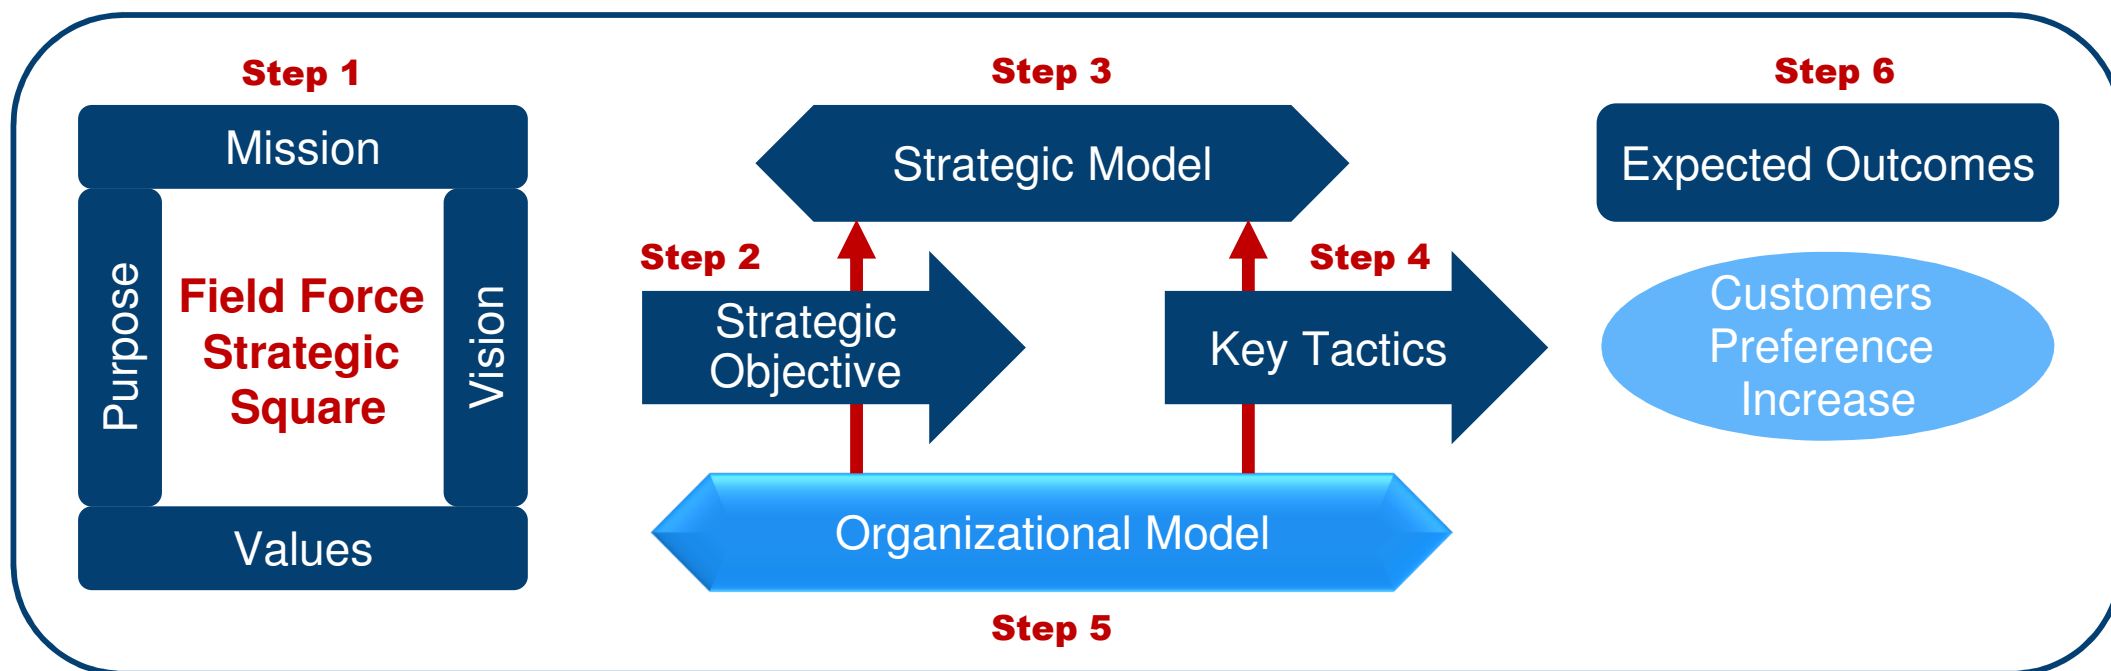 Step 1
Mission
Purpose
Field Force
Strategic
Square
Vision
Values
Step 2
Strategic
Objective
Step 3
Strategic Model
Step 4
Key Tactics
Organizational Model
Step 5
Step 6
Expected Outcomes
Customers
Preference
Increase